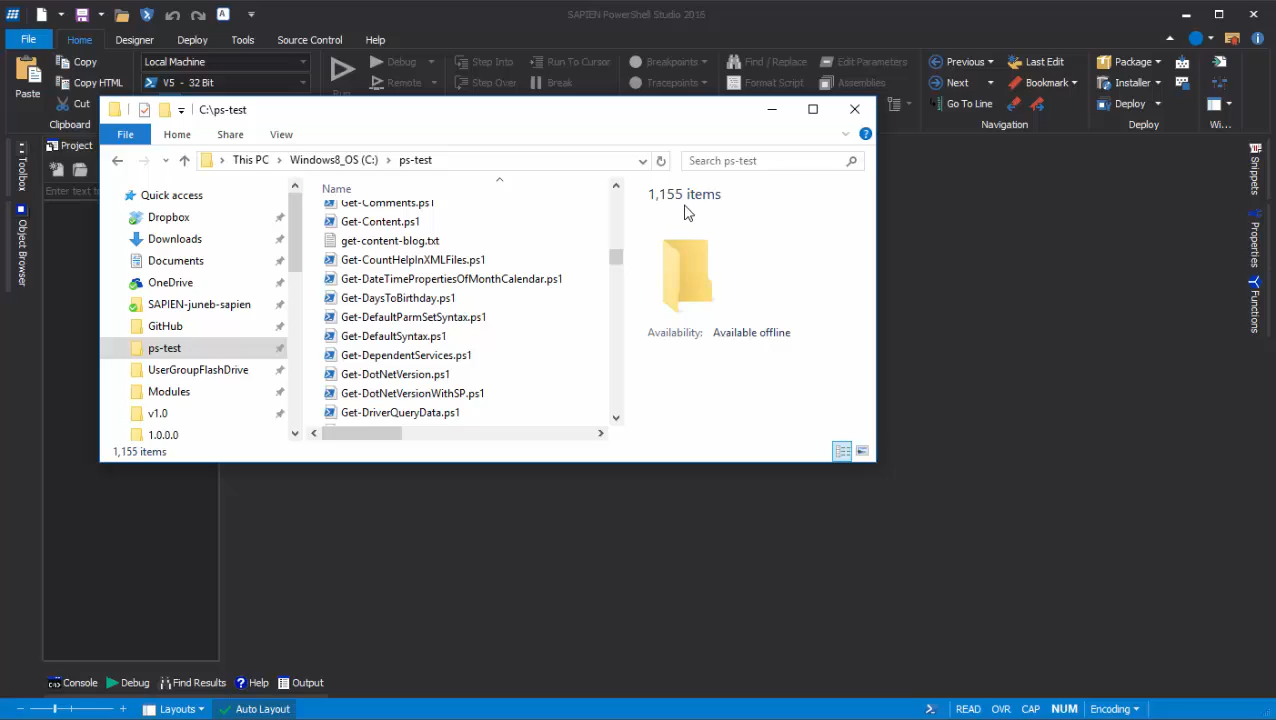 SAPIEN PowerShell Studio 2015
File Home Designer Deploy Tools Source Control Help
Copy Local Machine Debug Step Into Run To Cursor Breakpoints Find / Replace Edit Parameters Previous Last Edit Package
Copy HTML V5 - 32 Bit Step Over Break Tracepoints Format Script Assemblies Next Bookmark Installer
Paste Cut Run Go To Line Deploy
Clipboard Navigation Deploy Wi...
C:\ps-test
File Home Share View
Project
This PC Windows8_OS (C:) ps-test Search ps-test
Toolbox
Object Browser
Snippets
Properties
Functions
Quick access
Dropbox
Downloads
Documents
OneDrive
SAPIEN-juneb-sapien
GitHub
ps-test
UserGroupFlashDrive
Modules
v1.0
1.0.0.0
Name
Get-Comments.ps1
Get-Content.ps1
get-content-blog.txt
Get-CountHelpInXMLFiles.ps1
Get-DateTimePropertiesOfMonthCalendar.ps1
Get-DaysToBirthday.ps1
Get-DefaultParmSetSyntax.ps1
Get-DefaultSyntax.ps1
Get-DependentServices.ps1
Get-DotNetVersion.ps1
Get-DotNetVersionWithSP.ps1
Get-DriverQueryData.ps1
1,155 items
Availability: Available offline
1,155 items
Console Debug Find Results Help Output
Layouts Auto Layout READ OVR CAP NUM Encoding